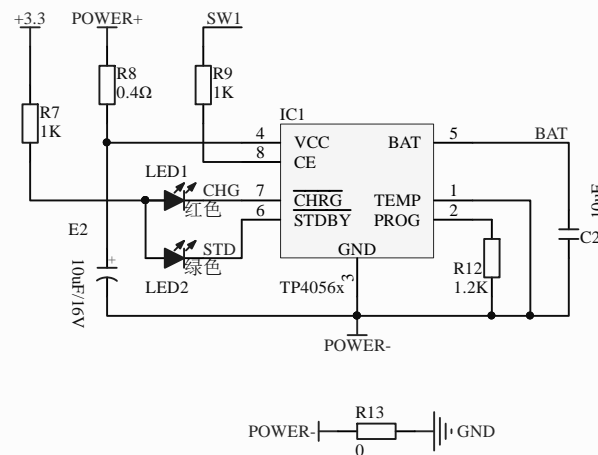 +3.3
POWER+
SW1
R8
0.4Ω
R9
1K
R7
1K
IC1
4
VCC
BAT
5
BAT
8
CE
LED1
CHG
7
CHRG
TEMP
1
红色
6
STDBY
PROG
2
10uF
C2
E2
+
STD
绿色
LED2
GND
R12
1.2K
10uF/16V
TP4056x
3
POWER-
POWER-
R13
0
GND